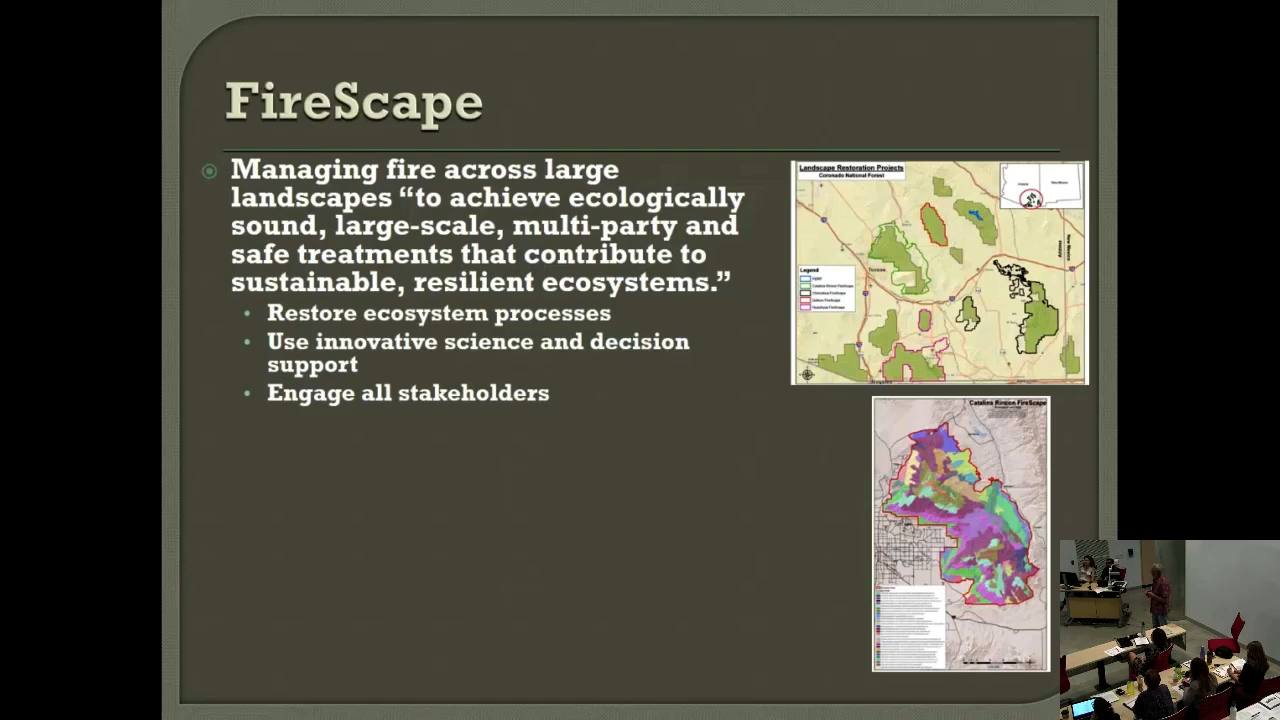 FireScape
Managing fire across large
landscapes “to achieve ecologically
sound, large-scale, multi-party and
safe treatments that contribute to
sustainable, resilient ecosystems.”
• Restore ecosystem processes
• Use innovative science and decision
support
• Engage all stakeholders
Landscape Restoration Projects
Coronado National Forest
Tucson
Legend
Catalina Rincon FireScape